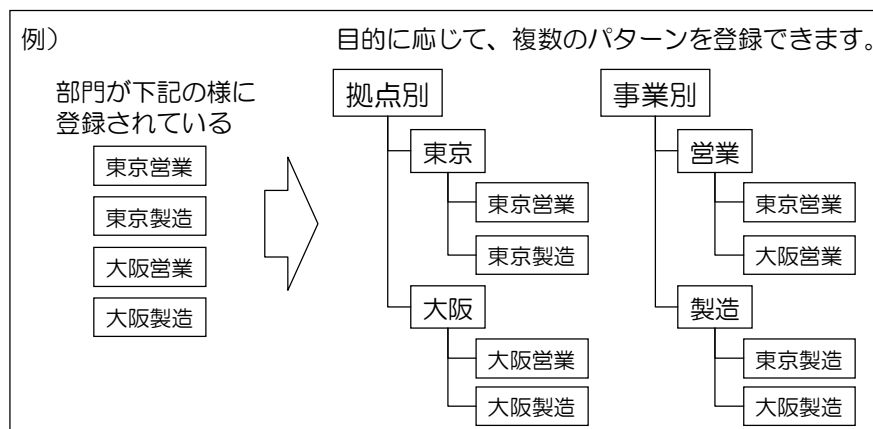 例）
目的に応じて、複数のパターンを登録できます。
部門が下記の様に
登録されている
東京営業
東京製造
大阪営業
大阪製造
拠点別
東京
東京営業
東京製造
大阪
大阪営業
大阪製造
事業別
営業
東京営業
大阪営業
製造
東京製造
大阪製造